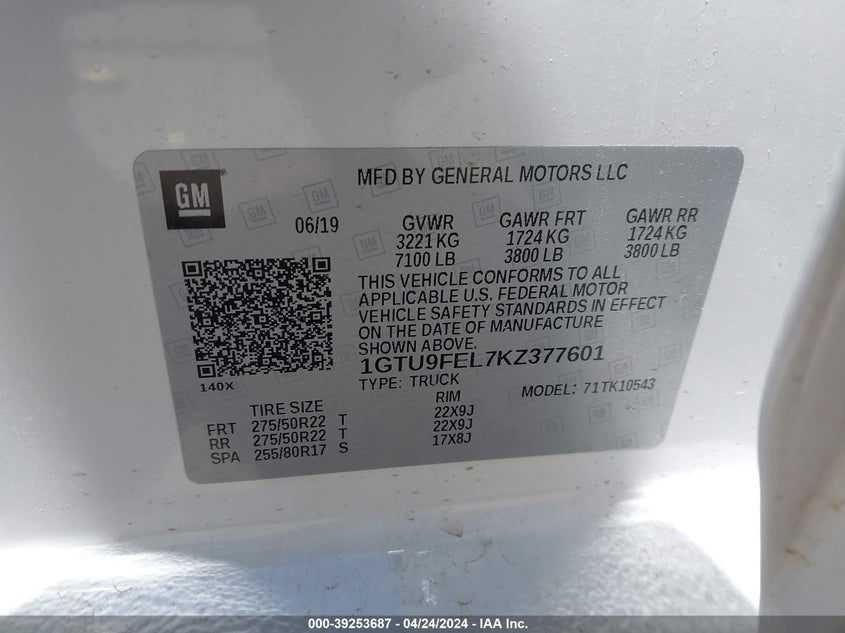 GM
MFD BY GENERAL MOTORS LLC
06/19
GVWR GAWR FRT GAWR RR
3221 KG 1724 KG 1724 KG
7100 LB 3800 LB 3800 LB
THIS VEHICLE CONFORMS TO ALL
APPLICABLE U.S. FEDERAL MOTOR
VEHICLE SAFETY STANDARDS IN EFFECT
ON THE DATE OF MANUFACTURE
SHOWN ABOVE.
1GTU9FEL7KZ377601
140X
TYPE: TRUCK MODEL: 71TK10543
TIRE SIZE RIM
FRT 275/50R22 T 22X9J
RR 275/50R22 T 22X9J
SPA 255/80R17 S 17X8J
000-39253687 - 04/24/2024 - IAA Inc.